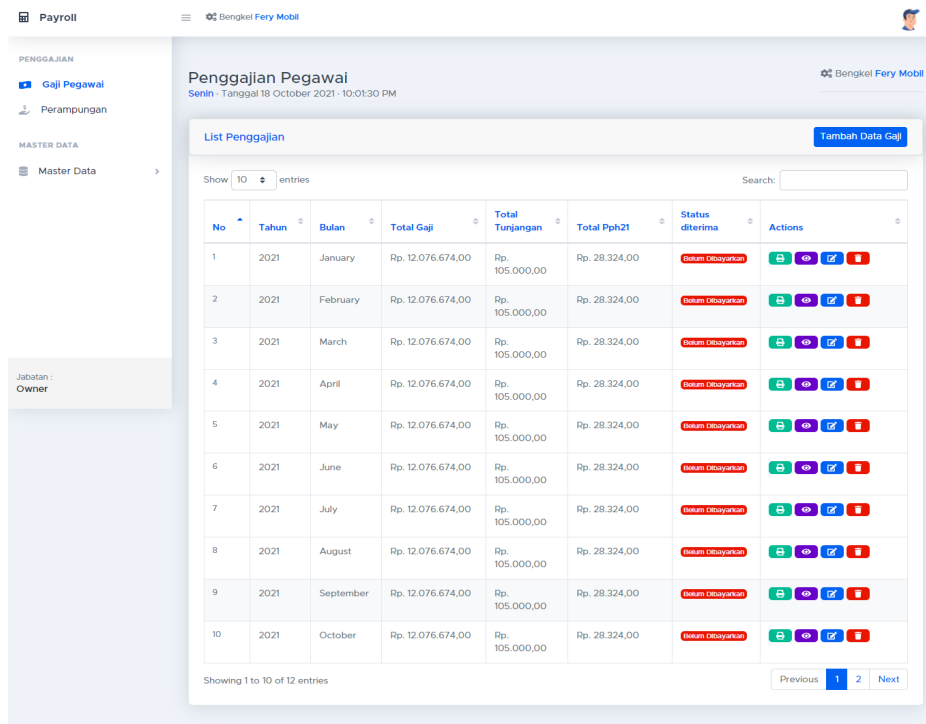 Payroll
Bengkel Fery Mobil
PENGGAJIAN
Gaji Pegawai
Perampungan
MASTER DATA
Master Data
Jabatan :
Owner
Penggajian Pegawai
Senin · Tanggal 18 October 2021 · 10:01:30 PM
Bengkel Fery Mobil
List Penggajian
Tambah Data Gaji
Show 10 entries
Search:
No Tahun Bulan Total Gaji Total Tunjangan Total Pph21 Status diterima Actions
1 2021 January Rp. 12.076.674,00 Rp. 105.000,00 Rp. 28.324,00 Belum Dibayarkan
2 2021 February Rp. 12.076.674,00 Rp. 105.000,00 Rp. 28.324,00 Belum Dibayarkan
3 2021 March Rp. 12.076.674,00 Rp. 105.000,00 Rp. 28.324,00 Belum Dibayarkan
4 2021 April Rp. 12.076.674,00 Rp. 105.000,00 Rp. 28.324,00 Belum Dibayarkan
5 2021 May Rp. 12.076.674,00 Rp. 105.000,00 Rp. 28.324,00 Belum Dibayarkan
6 2021 June Rp. 12.076.674,00 Rp. 105.000,00 Rp. 28.324,00 Belum Dibayarkan
7 2021 July Rp. 12.076.674,00 Rp. 105.000,00 Rp. 28.324,00 Belum Dibayarkan
8 2021 August Rp. 12.076.674,00 Rp. 105.000,00 Rp. 28.324,00 Belum Dibayarkan
9 2021 September Rp. 12.076.674,00 Rp. 105.000,00 Rp. 28.324,00 Belum Dibayarkan
10 2021 October Rp. 12.076.674,00 Rp. 105.000,00 Rp. 28.324,00 Belum Dibayarkan
Showing 1 to 10 of 12 entries
Previous 1 2 Next